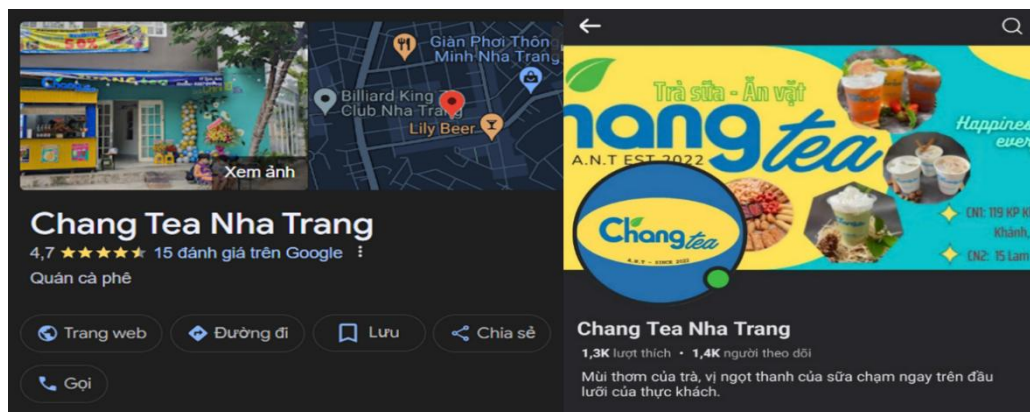 50%
Giàn Phơi Thông
Minh Nha Trang
Billiard King
Club Nha Trang
Lily Beer
Xem ảnh
Chang Tea Nha Trang
4,7 15 đánh giá trên Google
Quán cà phê
Trang web
Đường đi
Lưu
Chia sẻ
Gọi
Trà sữa - Ăn vặt
hang tea
A.N.T EST 2022
Happines
ever
CN1: 119 KP K
Khánh,
CN2: 15 Lam
Chang tea
A.N.T - SINCE 2022
Chang Tea Nha Trang
1,3K lượt thích • 1,4K người theo dõi
Mùi thơm của trà, vị ngọt thanh của sữa chạm ngay trên đầu
lưỡi của thực khách.